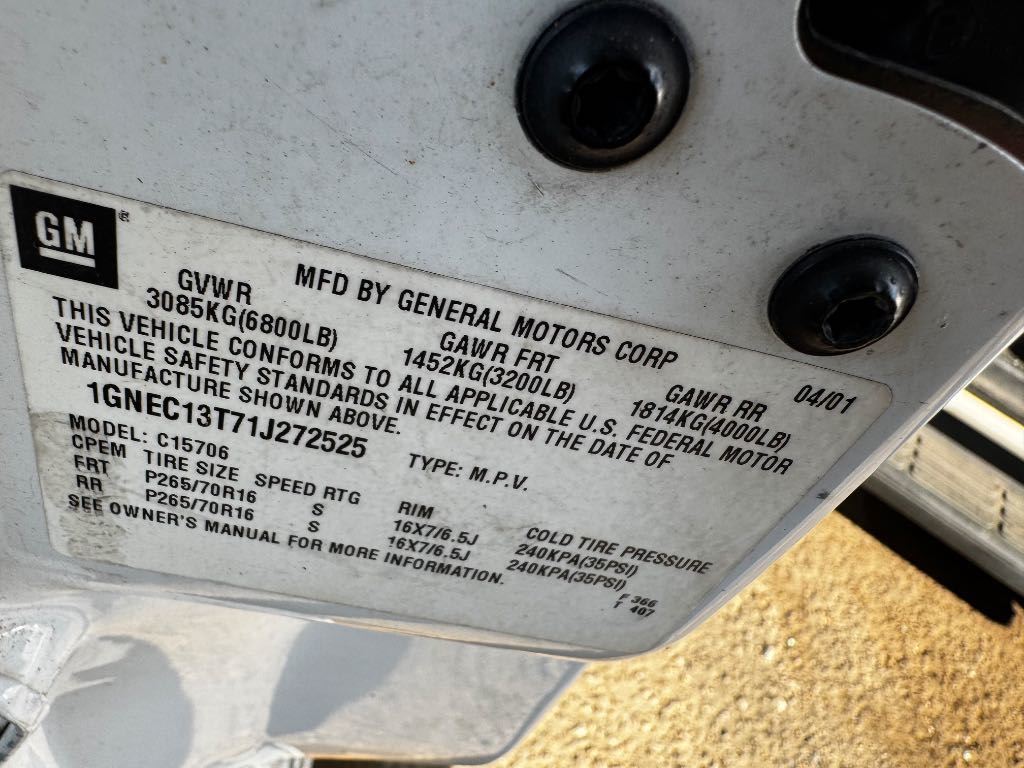 GM®
MFD BY GENERAL MOTORS CORP 04/01
GVWR GAWR FRT GAWR RR
3085KG(6800LB) 1452KG(3200LB) 1814KG(4000LB)
THIS VEHICLE CONFORMS TO ALL APPLICABLE U.S. FEDERAL MOTOR
VEHICLE SAFETY STANDARDS IN EFFECT ON THE DATE OF
MANUFACTURE SHOWN ABOVE.
1GNEC13T71J272525 TYPE: M.P.V.
MODEL: C15706
CPEM TIRE SIZE SPEED RTG RIM COLD TIRE PRESSURE
FRT P265/70R16 S 16X7/6.5J 240KPA(35PSI)
RR P265/70R16 S 16X7/6.5J 240KPA(35PSI)
SEE OWNER'S MANUAL FOR MORE INFORMATION.
F 366
T 407